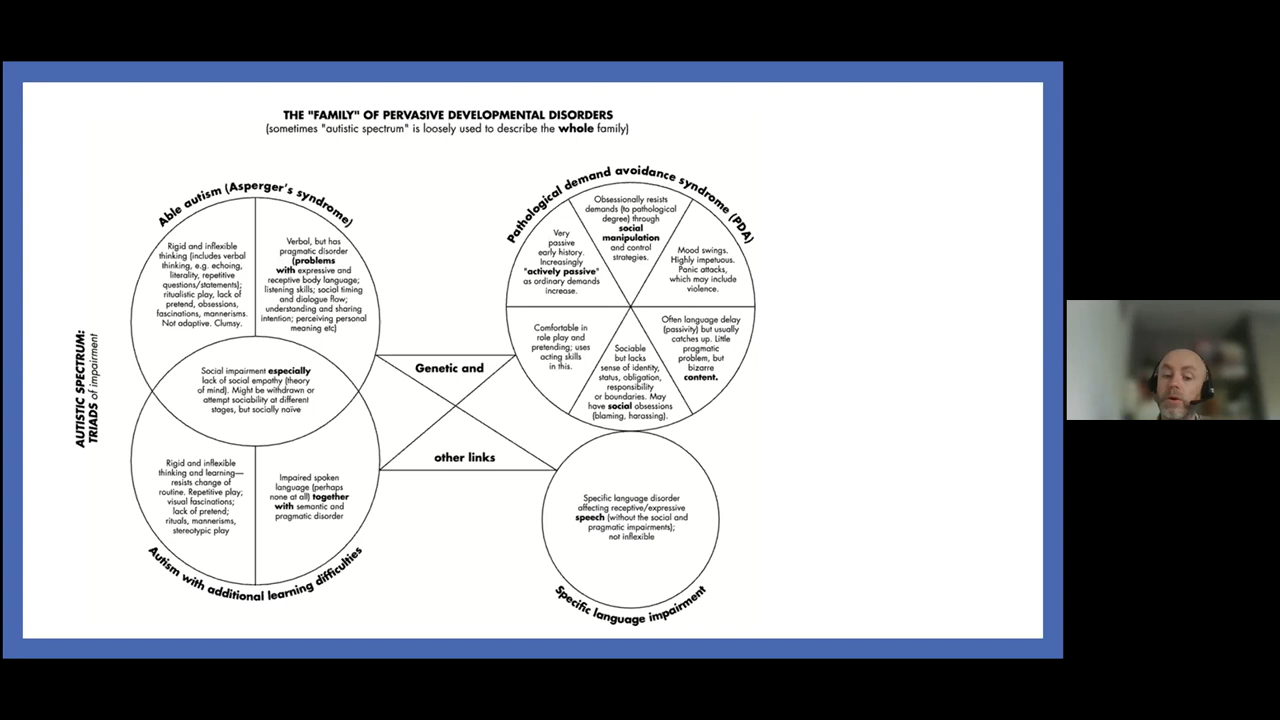 THE "FAMILY" OF PERVASIVE DEVELOPMENTAL DISORDERS
(sometimes "autistic spectrum" is loosely used to describe the whole family)
AUTISTIC SPECTRUM:
TRIADS of impairment
Able autism (Asperger's syndrome)
Rigid and inflexible
thinking (includes verbal
thinking, e.g. echoing,
literality, repetitive
questions/statements);
ritualistic play, lack of
pretend, obsessions,
fascinations, mannerisms.
Not adaptive. Clumsy.
Verbal, but has
pragmatic disorder
(problems
with expressive and
receptive body language;
listening skills; social timing
and dialogue flow;
understanding and sharing
intention; perceiving personal
meaning etc)
Social impairment especially
lack of social empathy (theory
of mind). Might be withdrawn or
attempt sociability at different
stages, but socially naïve
Rigid and inflexible
thinking and learning—
resists change of
routine. Repetitive play;
visual fascinations;
lack of pretend;
rituals, mannerisms,
stereotypic play
Impaired spoken
language (perhaps
none at all) together
with semantic and
pragmatic disorder
Autism with additional learning difficulties
Genetic and
other links
Pathological demand avoidance syndrome (PDA)
Obsessionally resists
demands (to pathological
degree) through
social
manipulation
and control
strategies.
Very
passive
early history.
Increasingly
"actively passive"
as ordinary demands
increase.
Mood swings.
Highly impetuous.
Panic attacks,
which may include
violence.
Comfortable in
role play and
pretending; uses
acting skills
in this.
Sociable
but lacks
sense of identity,
status, obligation,
responsibility
or boundaries. May
have social obsessions
(blaming, harassing).
Often language delay
(passivity) but usually
catches up. Little
pragmatic
problem, but
bizarre
content.
Specific language disorder
affecting receptive/expressive
speech (without the social and
pragmatic impairments);
not inflexible
Specific language impairment